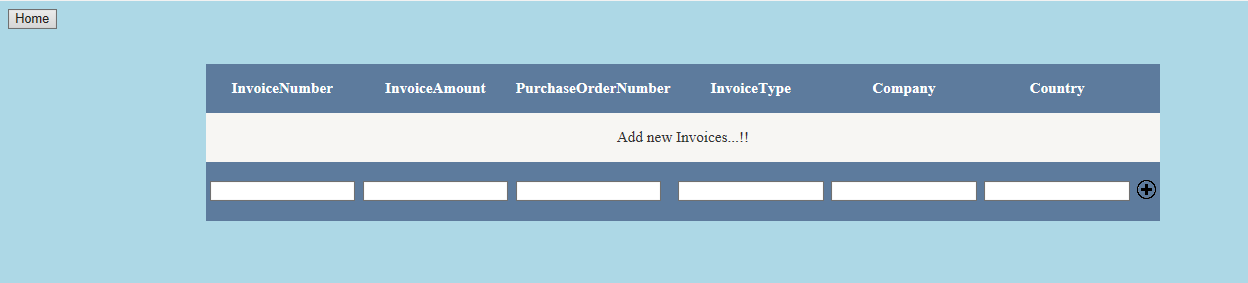 Home
InvoiceNumber InvoiceAmount PurchaseOrderNumber InvoiceType Company Country
Add new Invoices...!!